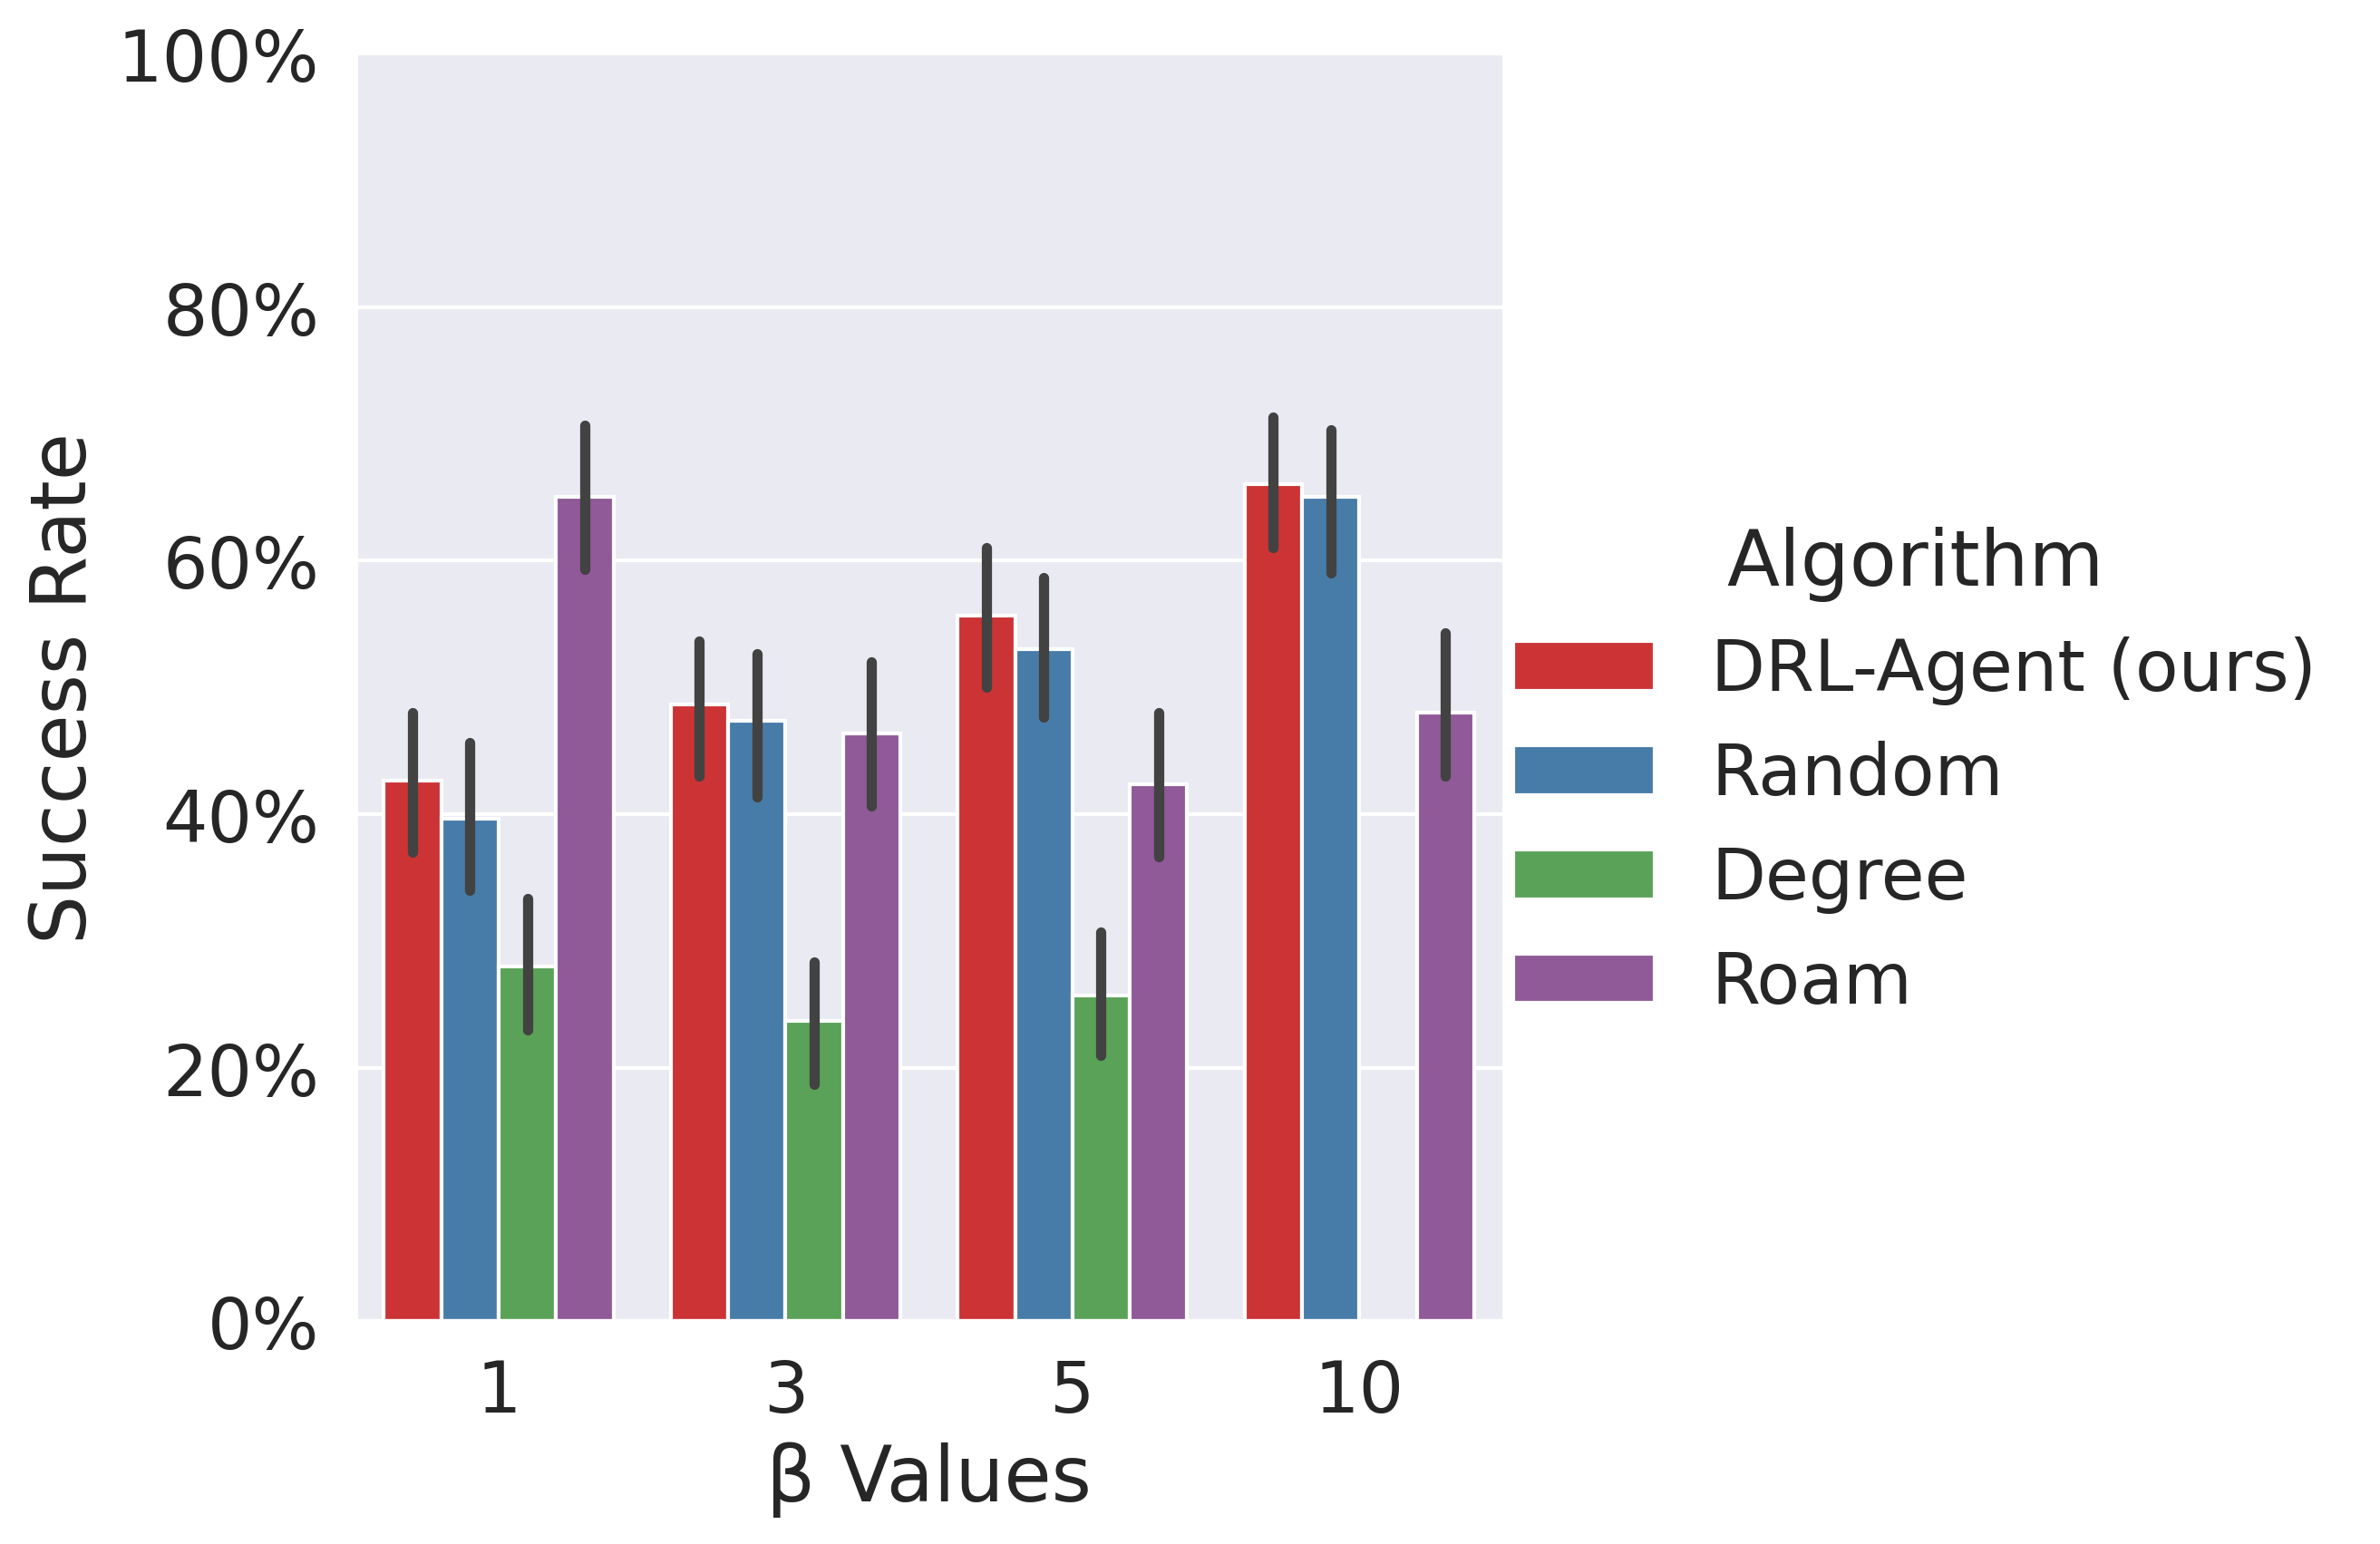 100%
80%
60%
40%
20%
0%
Success Rate
1 3 5 10
β Values
Algorithm
DRL-Agent (ours)
Random
Degree
Roam